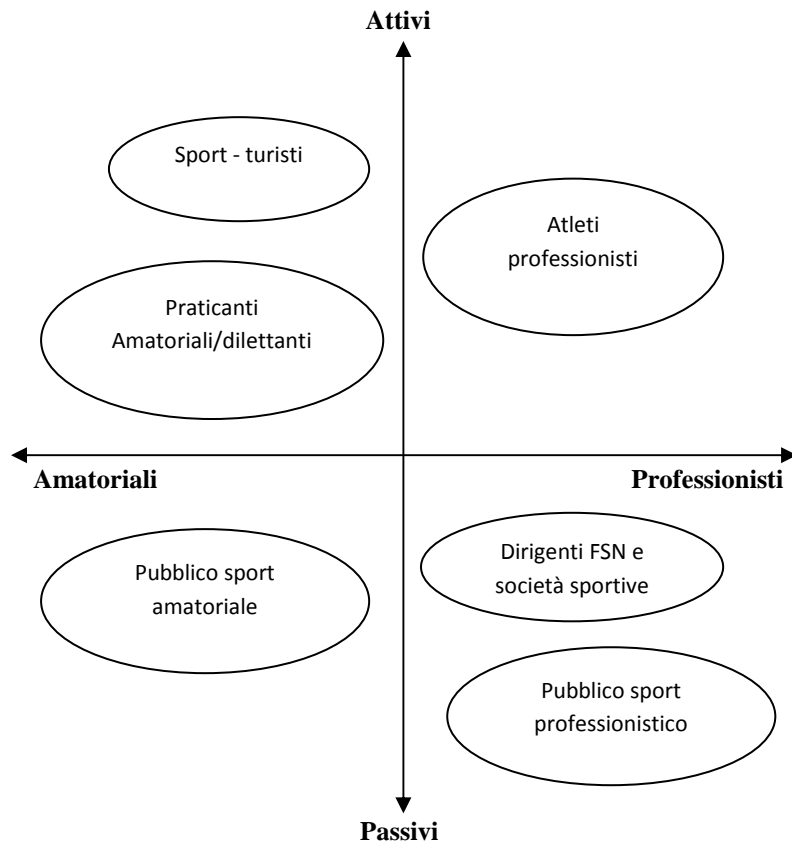 Attivi
Sport - turisti
Atleti
professionisti
Praticanti
Amatoriali/dilettanti
Amatoriali
Professionisti
Pubblico sport
amatoriale
Dirigenti FSN e
società sportive
Pubblico sport
professionistico
Passivi